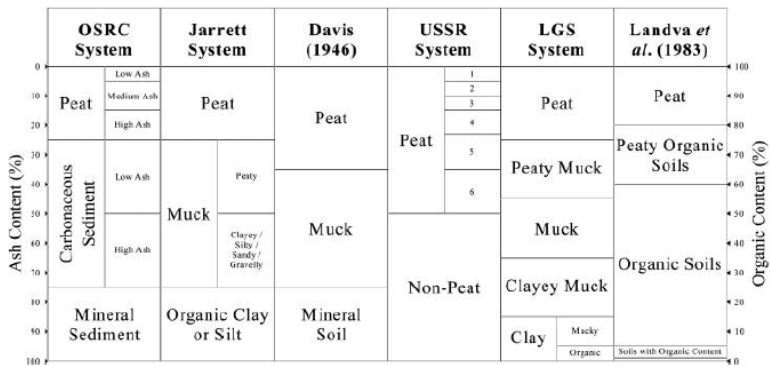 OSRC
System
Jarrett
System
Davis
(1946)
USSR
System
LGS
System
Landva et
al. (1983)
Ash Content (%)
0
10
20
30
40
50
60
70
80
90
100
Peat
Low Ash
Medium Ash
High Ash
Carbonaceous
Sediment
Low Ash
High Ash
Mineral
Sediment
Peat
Muck
Peaty
Clayey /
Silty /
Sandy /
Gravelly
Organic Clay
or Silt
Peat
Muck
Mineral
Soil
Peat
1
2
3
4
5
6
Non-Peat
Peat
Peaty Muck
Muck
Clayey Muck
Clay
Macky
Organic
Peat
Peaty Organic
Soils
Organic Soils
Soils with Organic Content
100
90
80
70
60
50
40
30
20
10
0
Organic Content (%)